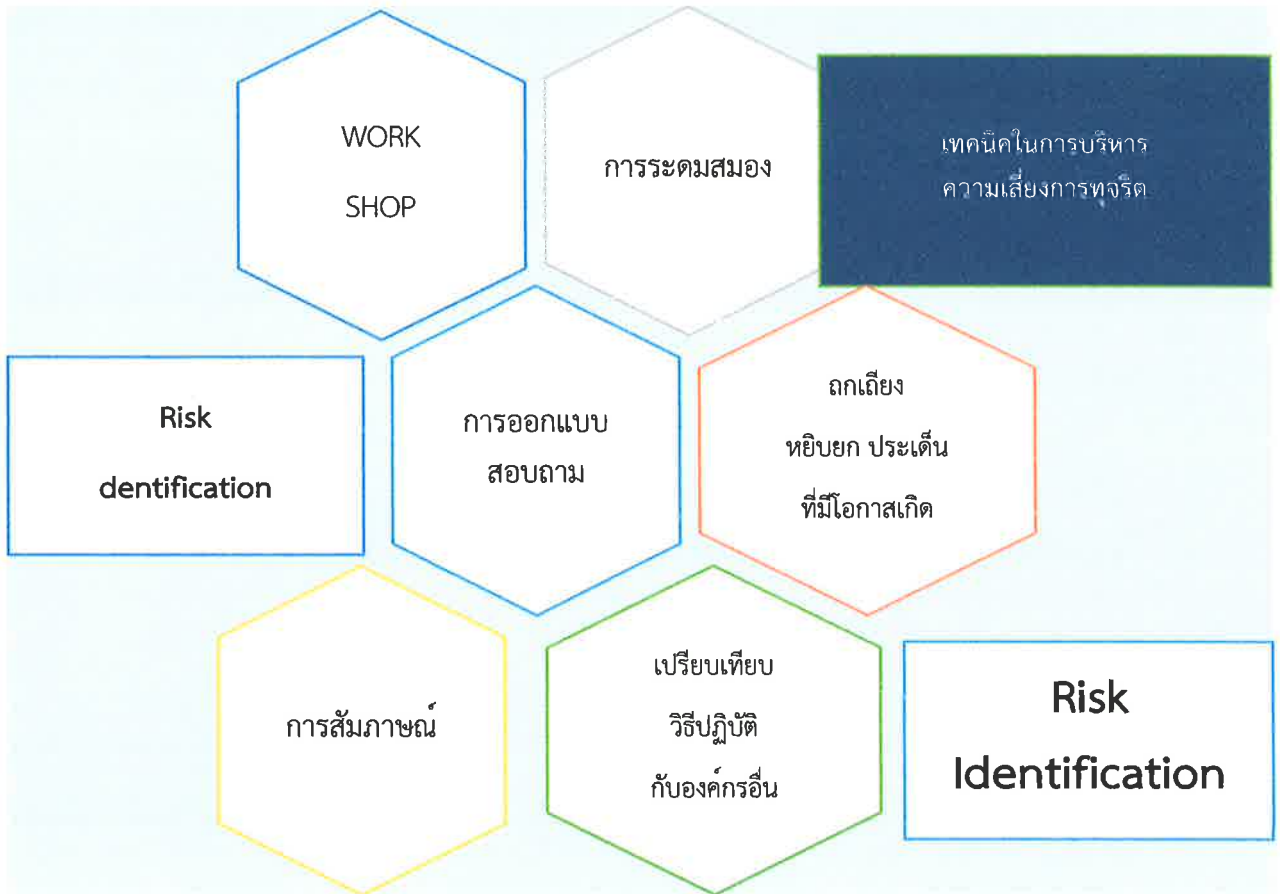 WORK
SHOP
การระดมสมอง
เทคนิคในการบริหาร
ความเสี่ยงการทุจริต
Risk
dentification
การออกแบบ
สอบถาม
ถกเถียง
หยิบยก ประเด็น
ที่มีโอกาสเกิด
การสัมภาษณ์
เปรียบเทียบ
วิธีปฏิบัติ
กับองค์กรอื่น
Risk
Identification